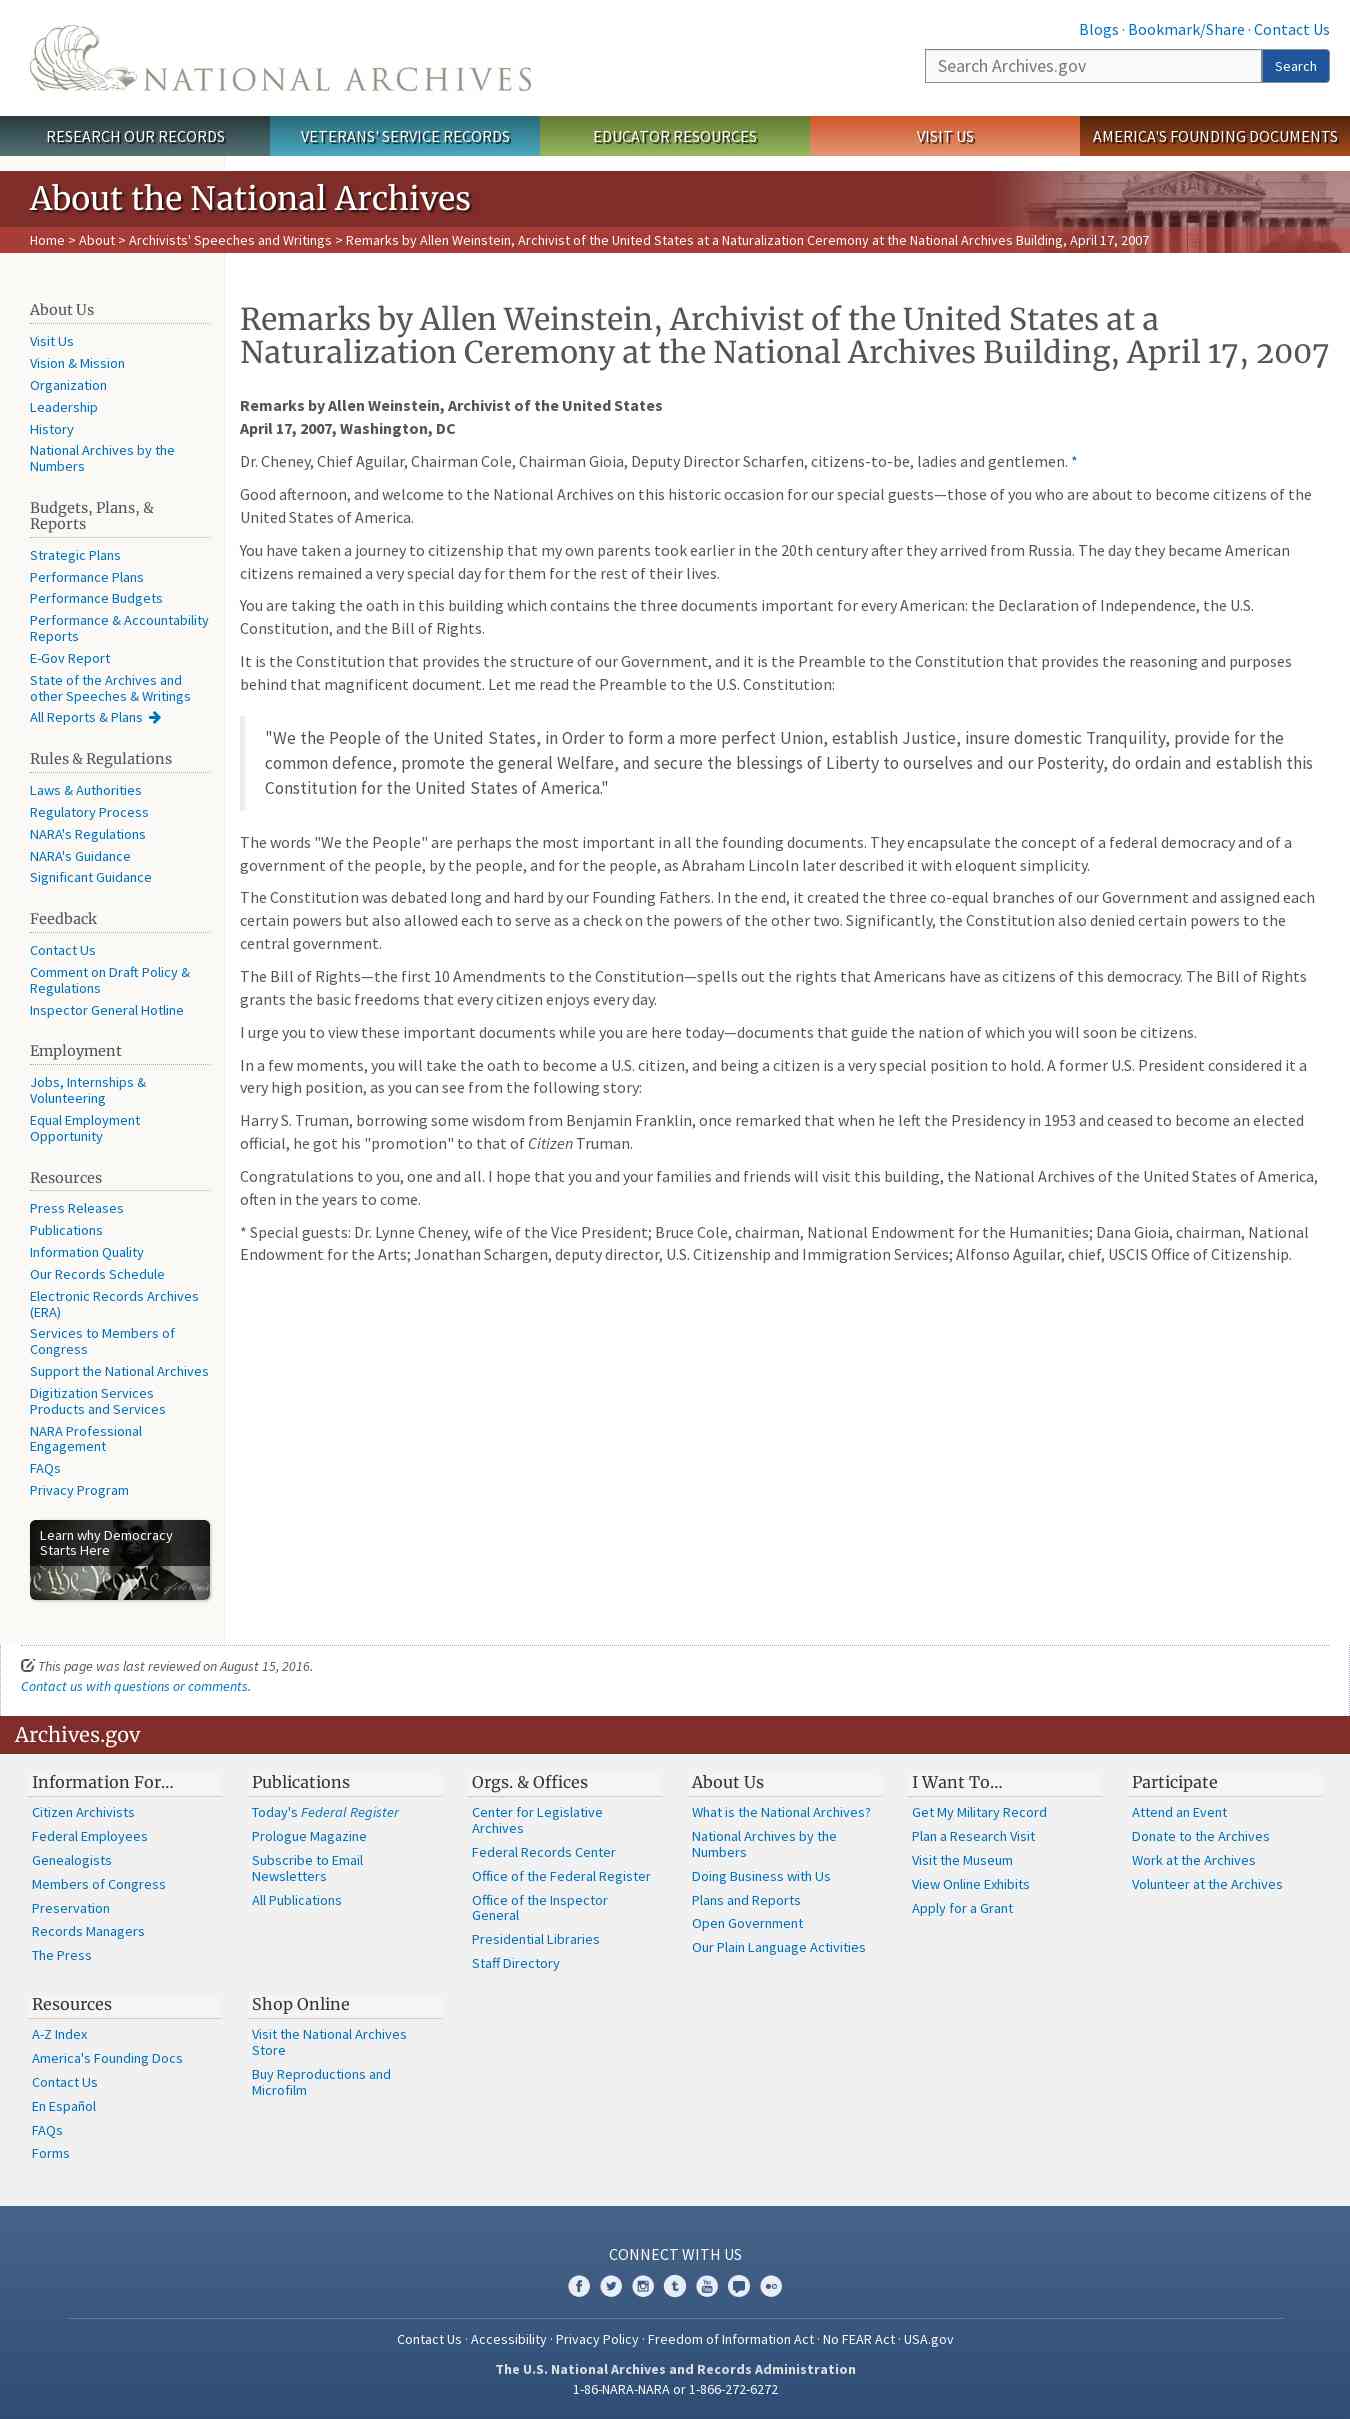 Blogs · Bookmark/Share · Contact Us
NATIONAL ARCHIVES
Search Archives.gov
Search
RESEARCH OUR RECORDS
VETERANS' SERVICE RECORDS
EDUCATOR RESOURCES
VISIT US
AMERICA'S FOUNDING DOCUMENTS
About the National Archives
Home > About > Archivists' Speeches and Writings > Remarks by Allen Weinstein, Archivist of the United States at a Naturalization Ceremony at the National Archives Building, April 17, 2007
About Us
Visit Us
Vision & Mission
Organization
Leadership
History
National Archives by the
Numbers
Budgets, Plans, &
Reports
Strategic Plans
Performance Plans
Performance Budgets
Performance & Accountability
Reports
E-Gov Report
State of the Archives and
other Speeches & Writings
All Reports & Plans
Rules & Regulations
Laws & Authorities
Regulatory Process
NARA's Regulations
NARA's Guidance
Significant Guidance
Feedback
Contact Us
Comment on Draft Policy &
Regulations
Inspector General Hotline
Employment
Jobs, Internships &
Volunteering
Equal Employment
Opportunity
Resources
Press Releases
Publications
Information Quality
Our Records Schedule
Electronic Records Archives
(ERA)
Services to Members of
Congress
Support the National Archives
Digitization Services
Products and Services
NARA Professional
Engagement
FAQs
Privacy Program
Learn why Democracy
Starts Here
We the People
Remarks by Allen Weinstein, Archivist of the United States at a
Naturalization Ceremony at the National Archives Building, April 17, 2007
Remarks by Allen Weinstein, Archivist of the United States
April 17, 2007, Washington, DC
Dr. Cheney, Chief Aguilar, Chairman Cole, Chairman Gioia, Deputy Director Scharfen, citizens-to-be, ladies and gentlemen. *
Good afternoon, and welcome to the National Archives on this historic occasion for our special guests—those of you who are about to become citizens of the
United States of America.
You have taken a journey to citizenship that my own parents took earlier in the 20th century after they arrived from Russia. The day they became American
citizens remained a very special day for them for the rest of their lives.
You are taking the oath in this building which contains the three documents important for every American: the Declaration of Independence, the U.S.
Constitution, and the Bill of Rights.
It is the Constitution that provides the structure of our Government, and it is the Preamble to the Constitution that provides the reasoning and purposes
behind that magnificent document. Let me read the Preamble to the U.S. Constitution:
"We the People of the United States, in Order to form a more perfect Union, establish Justice, insure domestic Tranquility, provide for the
common defence, promote the general Welfare, and secure the blessings of Liberty to ourselves and our Posterity, do ordain and establish this
Constitution for the United States of America."
The words "We the People" are perhaps the most important in all the founding documents. They encapsulate the concept of a federal democracy and of a
government of the people, by the people, and for the people, as Abraham Lincoln later described it with eloquent simplicity.
The Constitution was debated long and hard by our Founding Fathers. In the end, it created the three co-equal branches of our Government and assigned each
certain powers but also allowed each to serve as a check on the powers of the other two. Significantly, the Constitution also denied certain powers to the
central government.
The Bill of Rights—the first 10 Amendments to the Constitution—spells out the rights that Americans have as citizens of this democracy. The Bill of Rights
grants the basic freedoms that every citizen enjoys every day.
I urge you to view these important documents while you are here today—documents that guide the nation of which you will soon be citizens.
In a few moments, you will take the oath to become a U.S. citizen, and being a citizen is a very special position to hold. A former U.S. President considered it a
very high position, as you can see from the following story:
Harry S. Truman, borrowing some wisdom from Benjamin Franklin, once remarked that when he left the Presidency in 1953 and ceased to become an elected
official, he got his "promotion" to that of Citizen Truman.
Congratulations to you, one and all. I hope that you and your families and friends will visit this building, the National Archives of the United States of America,
often in the years to come.
* Special guests: Dr. Lynne Cheney, wife of the Vice President; Bruce Cole, chairman, National Endowment for the Humanities; Dana Gioia, chairman, National
Endowment for the Arts; Jonathan Schargen, deputy director, U.S. Citizenship and Immigration Services; Alfonso Aguilar, chief, USCIS Office of Citizenship.
This page was last reviewed on August 15, 2016.
Contact us with questions or comments.
Archives.gov
Information For…
Citizen Archivists
Federal Employees
Genealogists
Members of Congress
Preservation
Records Managers
The Press
Publications
Today's Federal Register
Prologue Magazine
Subscribe to Email
Newsletters
All Publications
Orgs. & Offices
Center for Legislative
Archives
Federal Records Center
Office of the Federal Register
Office of the Inspector
General
Presidential Libraries
Staff Directory
About Us
What is the National Archives?
National Archives by the
Numbers
Doing Business with Us
Plans and Reports
Open Government
Our Plain Language Activities
I Want To…
Get My Military Record
Plan a Research Visit
Visit the Museum
View Online Exhibits
Apply for a Grant
Participate
Attend an Event
Donate to the Archives
Work at the Archives
Volunteer at the Archives
Resources
A-Z Index
America's Founding Docs
Contact Us
En Español
FAQs
Forms
Shop Online
Visit the National Archives
Store
Buy Reproductions and
Microfilm
CONNECT WITH US
Contact Us · Accessibility · Privacy Policy · Freedom of Information Act · No FEAR Act · USA.gov
The U.S. National Archives and Records Administration
1-86-NARA-NARA or 1-866-272-6272